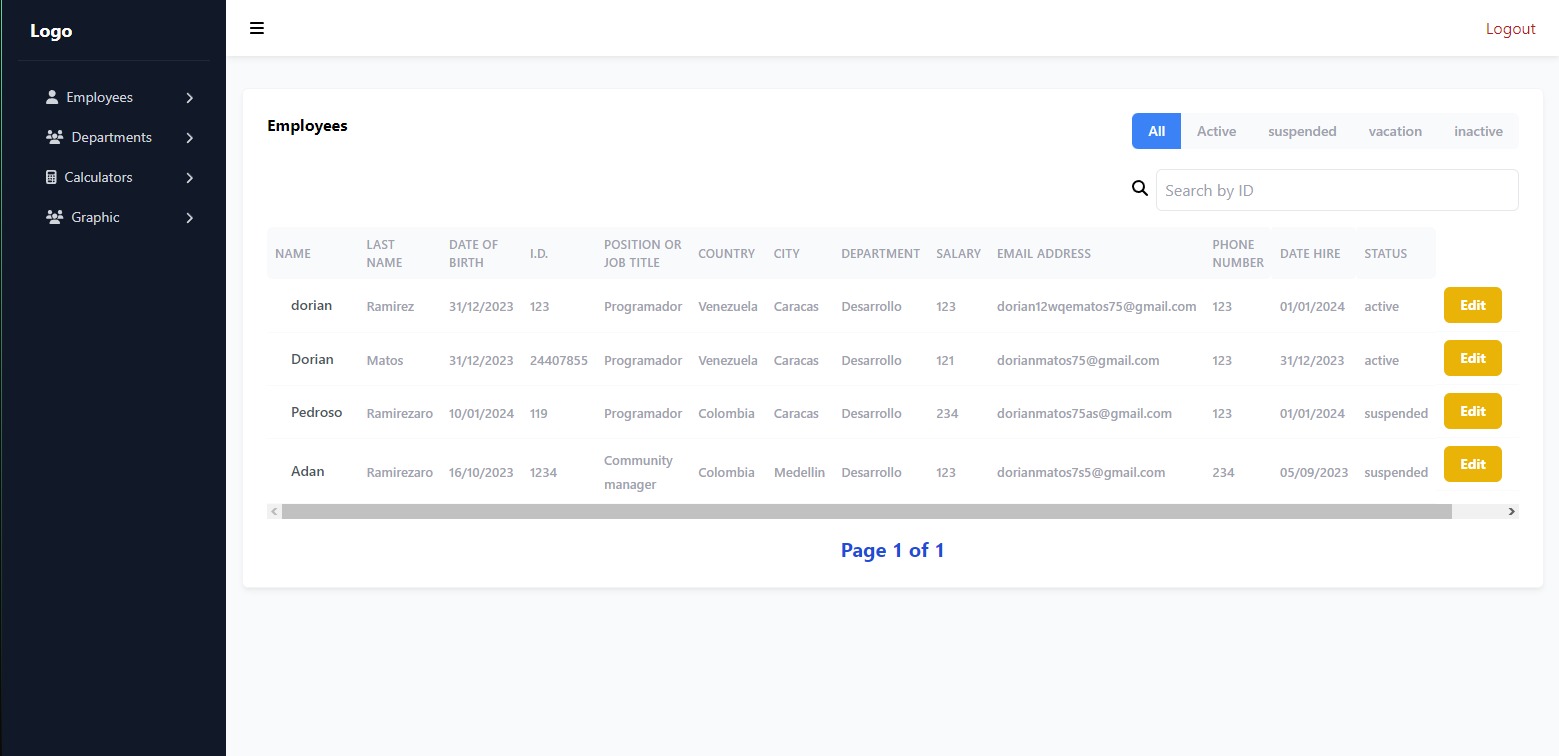 Logo
Logout
Employees
Departments
Calculators
Graphic
Employees
All Active suspended vacation inactive
Search by ID
NAME LAST NAME DATE OF BIRTH I.D. POSITION OR JOB TITLE COUNTRY CITY DEPARTMENT SALARY EMAIL ADDRESS PHONE NUMBER DATE HIRE STATUS
dorian Ramirez 31/12/2023 123 Programador Venezuela Caracas Desarrollo 123 dorian12wqematos75@gmail.com 123 01/01/2024 active Edit
Dorian Matos 31/12/2023 24407855 Programador Venezuela Caracas Desarrollo 121 dorianmatos75@gmail.com 123 31/12/2023 active Edit
Pedroso Ramirezaro 10/01/2024 119 Programador Colombia Caracas Desarrollo 234 dorianmatos75as@gmail.com 123 01/01/2024 suspended Edit
Adan Ramirezaro 16/10/2023 1234 Community manager Colombia Medellin Desarrollo 123 dorianmatos7s5@gmail.com 234 05/09/2023 suspended Edit
Page 1 of 1